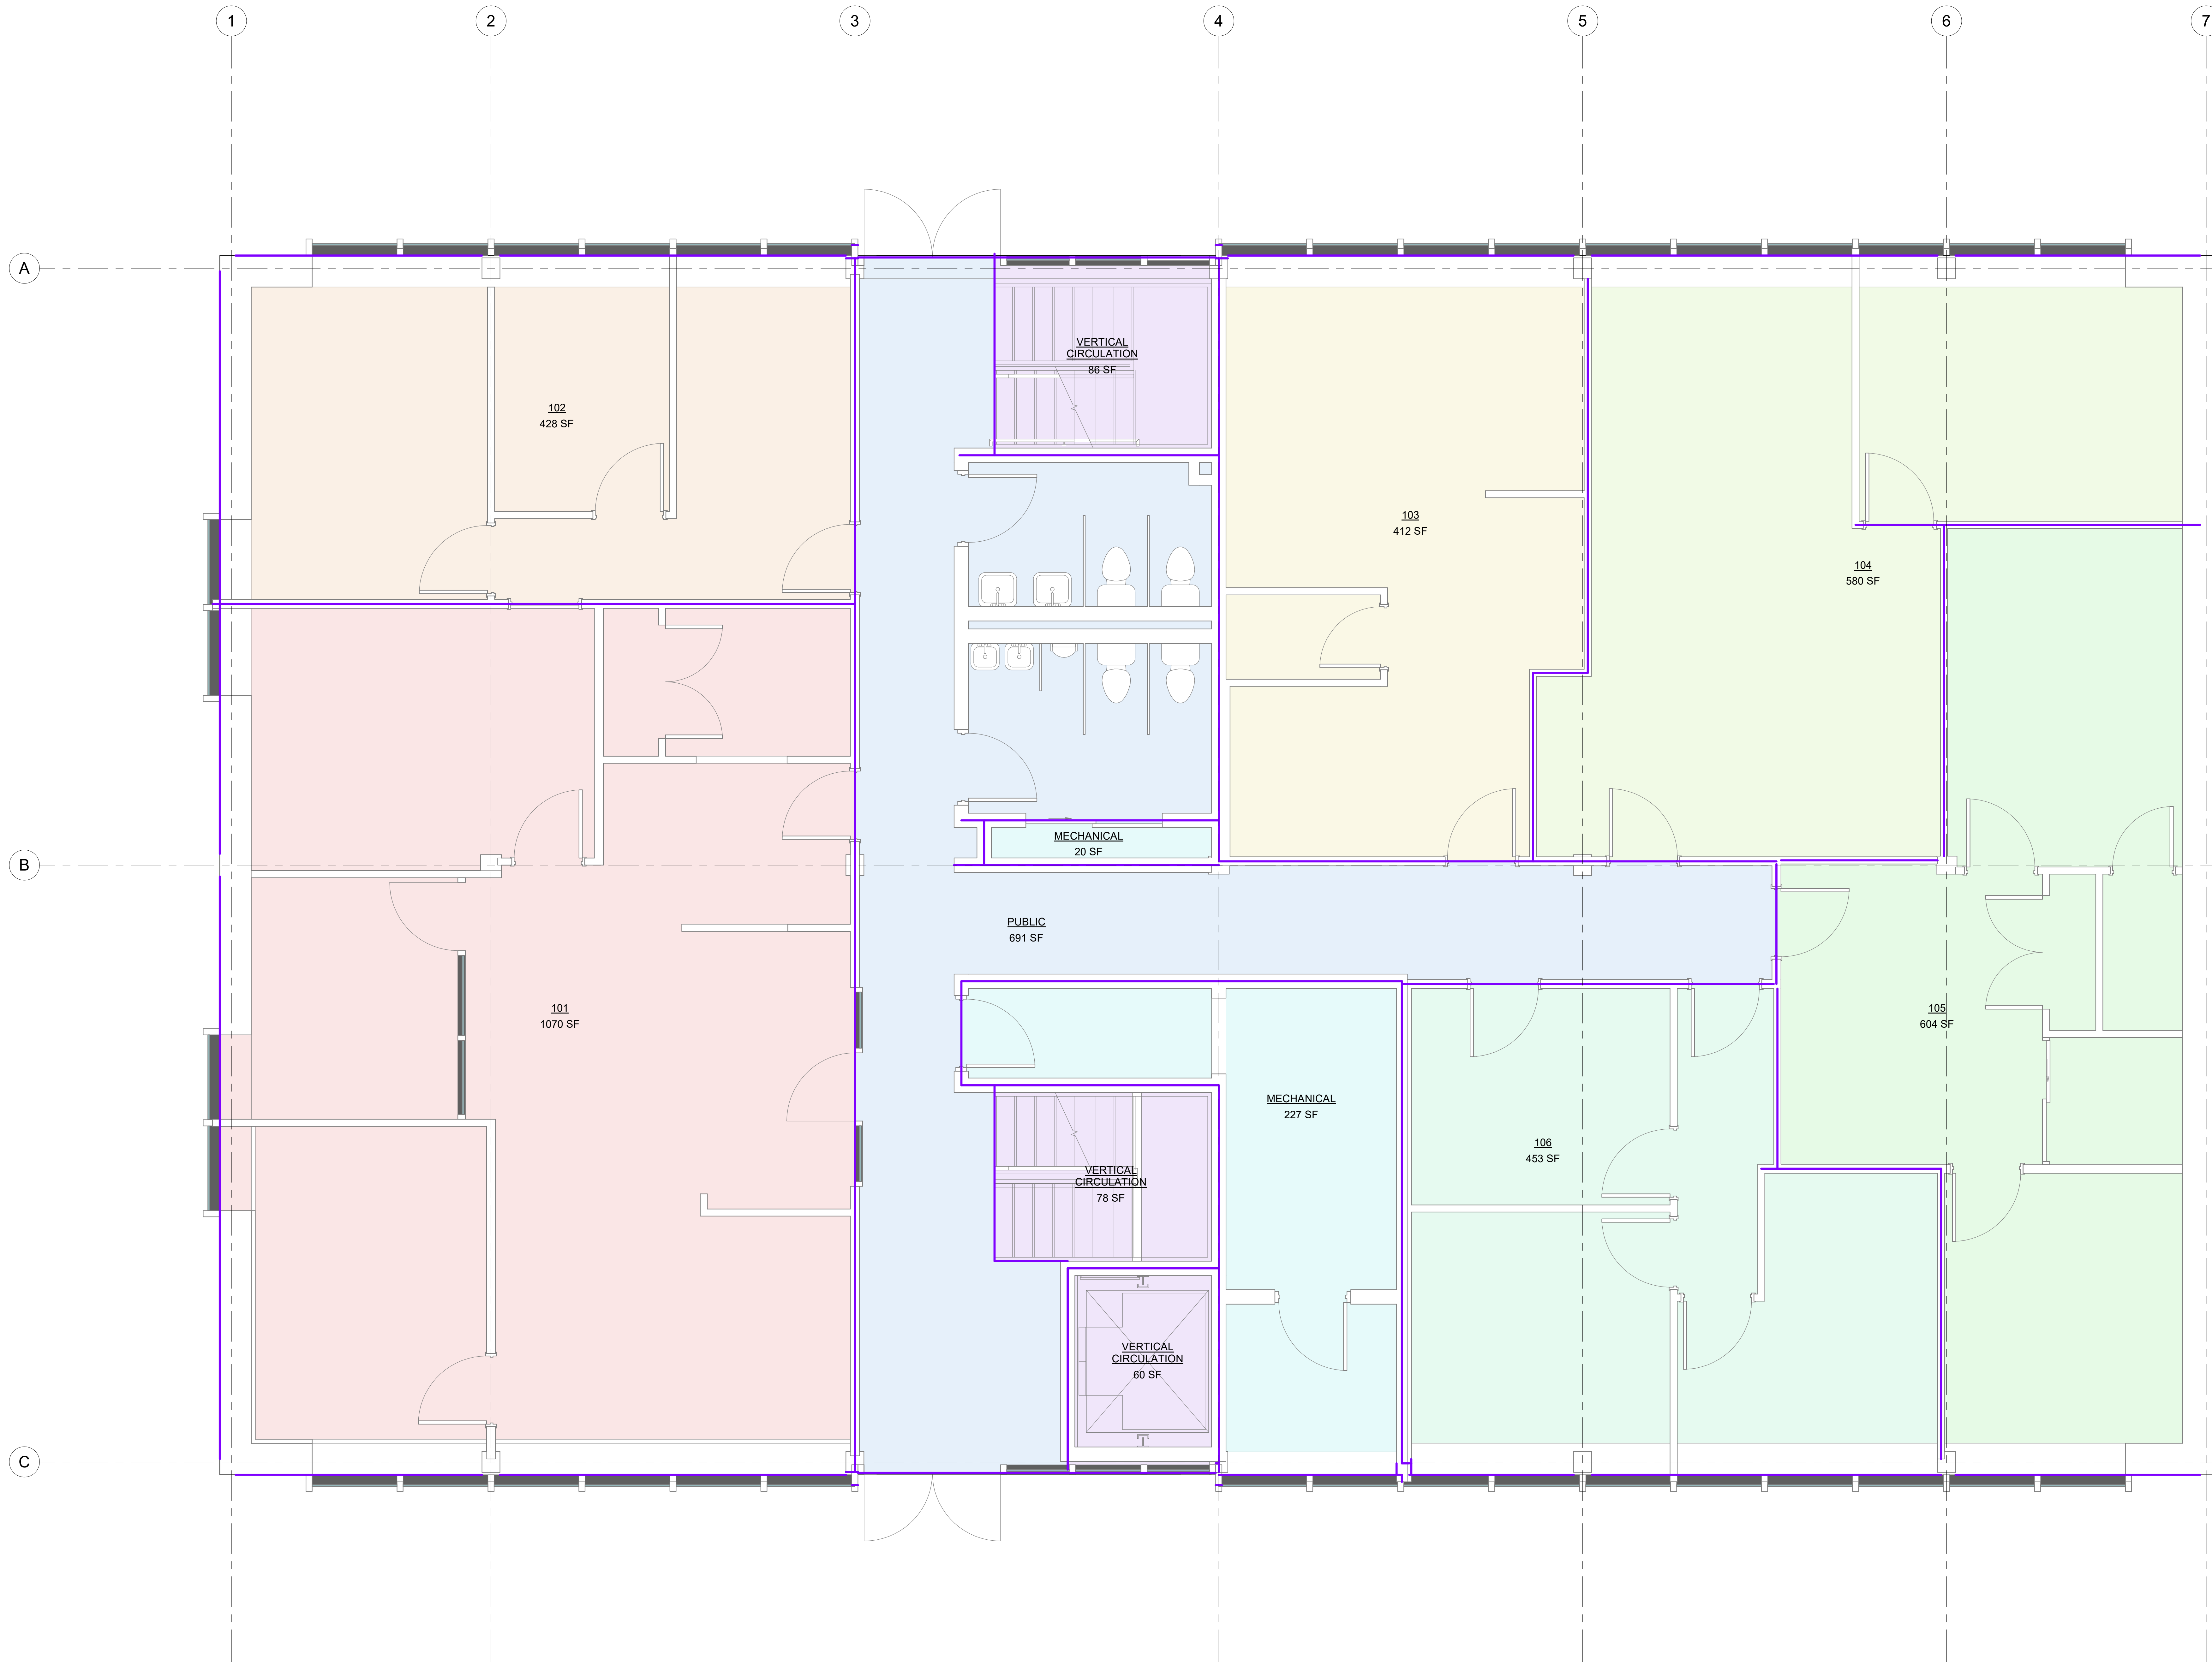 1
2
3
4
5
6
7
A
VERTICAL
CIRCULATION
86 SF
102
428 SF
103
412 SF
104
580 SF
MECHANICAL
20 SF
B
PUBLIC
691 SF
101
1070 SF
105
604 SF
MECHANICAL
227 SF
106
453 SF
VERTICAL
CIRCULATION
78 SF
VERTICAL
CIRCULATION
60 SF
C